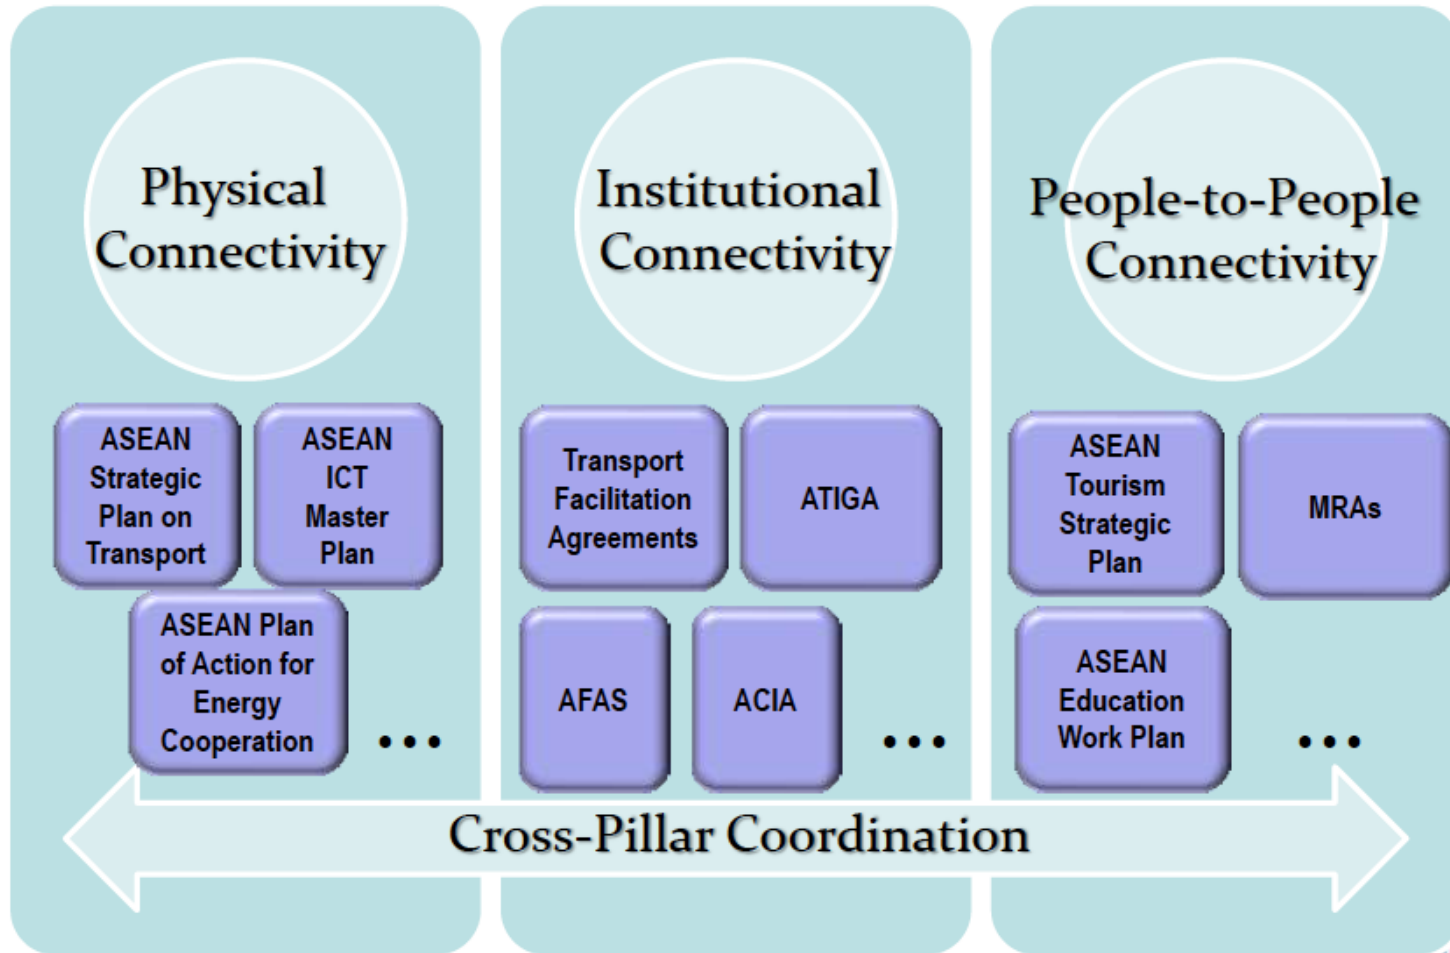 Physical
Connectivity
Institutional
Connectivity
People-to-People
Connectivity
ASEAN
Strategic
Plan on
Transport
ASEAN
ICT
Master
Plan
ASEAN Plan
of Action for
Energy
Cooperation
...
Transport
Facilitation
Agreements
ATIGA
AFAS
ACIA
...
ASEAN
Tourism
Strategic
Plan
MRAs
ASEAN
Education
Work Plan
...
Cross-Pillar Coordination